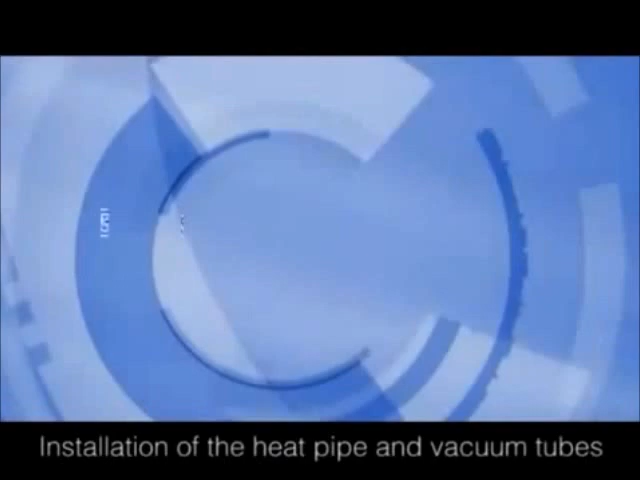 Installation of the heat pipe and vacuum tubes